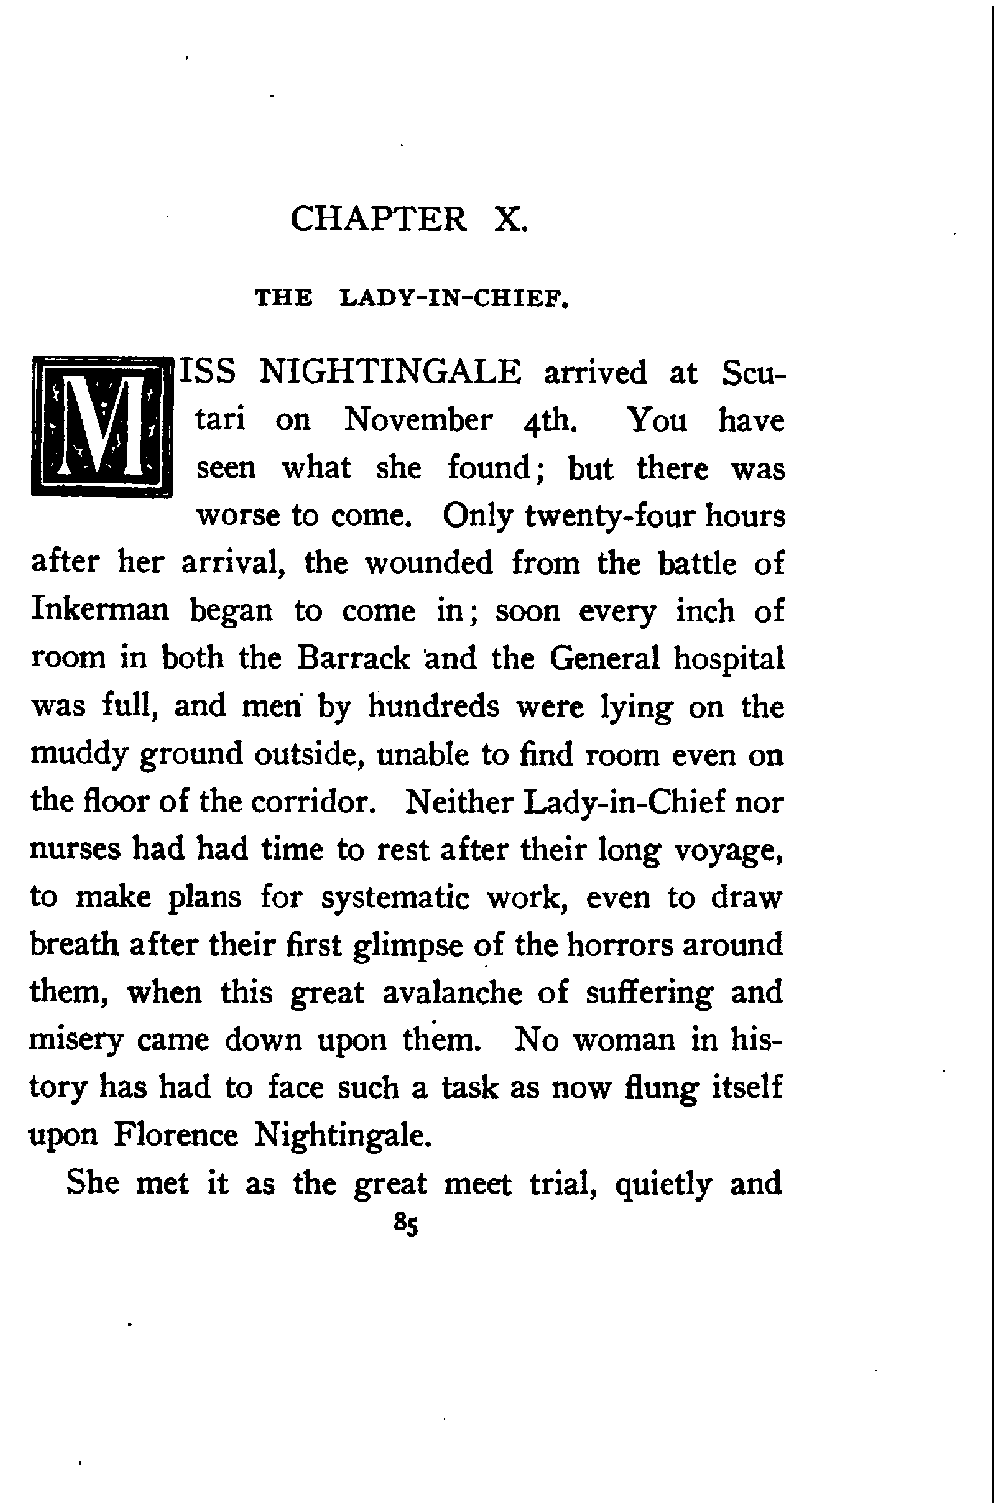 CHAPTER X.
THE LADY-IN-CHIEF.
MISS NIGHTINGALE arrived at Scu-
tari on November 4th. You have
seen what she found; but there was
worse to come. Only twenty-four hours
after her arrival, the wounded from the battle of
Inkerman began to come in; soon every inch of
room in both the Barrack and the General hospital
was full, and men by hundreds were lying on the
muddy ground outside, unable to find room even on
the floor of the corridor. Neither Lady-in-Chief nor
nurses had had time to rest after their long voyage,
to make plans for systematic work, even to draw
breath after their first glimpse of the horrors around
them, when this great avalanche of suffering and
misery came down upon them. No woman in his-
tory has had to face such a task as now flung itself
upon Florence Nightingale.
She met it as the great meet trial, quietly and
85